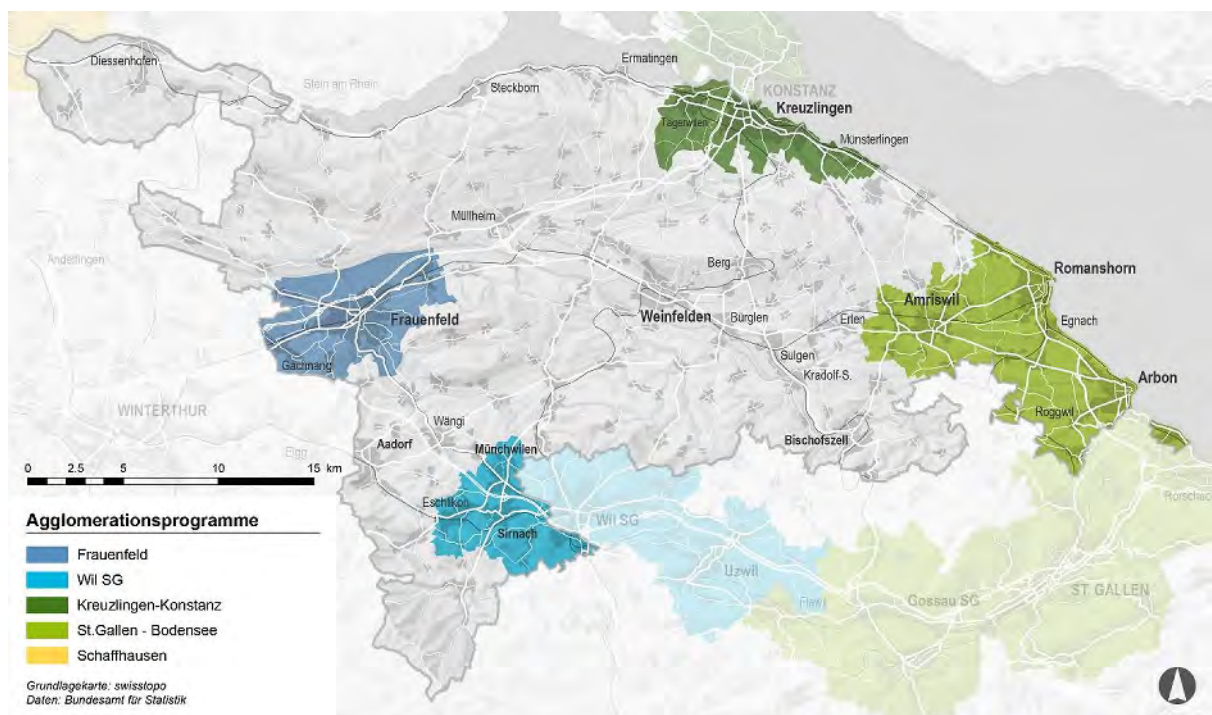 Diessenhofen
Stein am Rhein
Steckborn
Ermatingen
KONSTANZ
Kreuzlingen
Tägerwilen
Münsterlingen
Andelfingen
Müllheim
Berg
Romanshorn
Amriswil
Frauenfeld
Weinfelden
Bürglen
Erlen
Egnach
Gachnang
Sulgen
Kradolf-S.
Arbon
WINTERTHUR
Wängi
Roggwil
Aadorf
Münchwilen
Bischofszell
Elgg
0 2.5 5 10 15 km
Eschlikon
Wil SG
Sirnach
Rorschach
Uzwil
Flawil
Gossau SG
ST. GALLEN
Agglomerationsprogramme
Frauenfeld
Wil SG
Kreuzlingen-Konstanz
St.Gallen - Bodensee
Schaffhausen
Grundlagekarte: swisstopo
Daten: Bundesamt für Statistik